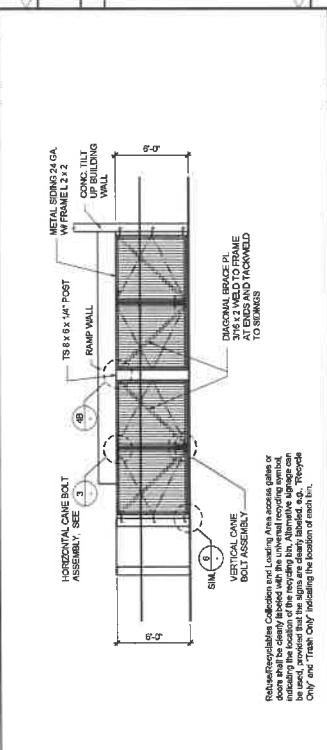 6'-0"
METAL SIDING 24 GA.
W/ FRAME L 2 x 2
CONC. TILT
UP BUILDING
WALL
TS 8 x 6 x 1/4" POST
RAMP WALL
4B
HORIZONTAL CANE BOLT
ASSEMBLY, SEE
3
DIAGONAL BRACE PL
3/16 x 2 WELD TO FRAME
AT ENDS AND TACKWELD
TO SIDINGS
6
SIM.
VERTICAL CANE
BOLT ASSEMBLY
6'-0"
Refuse/Recyclables Collection and Loading Area access gates or
doors shall be clearly labeled with the universal recycling symbol,
indicating the location of the recycling bin. Alternative signage can
be used, provided that the signs are clearly labeled, e.g., "Recycle
Only" and "Trash Only" indicating the location of each bin.